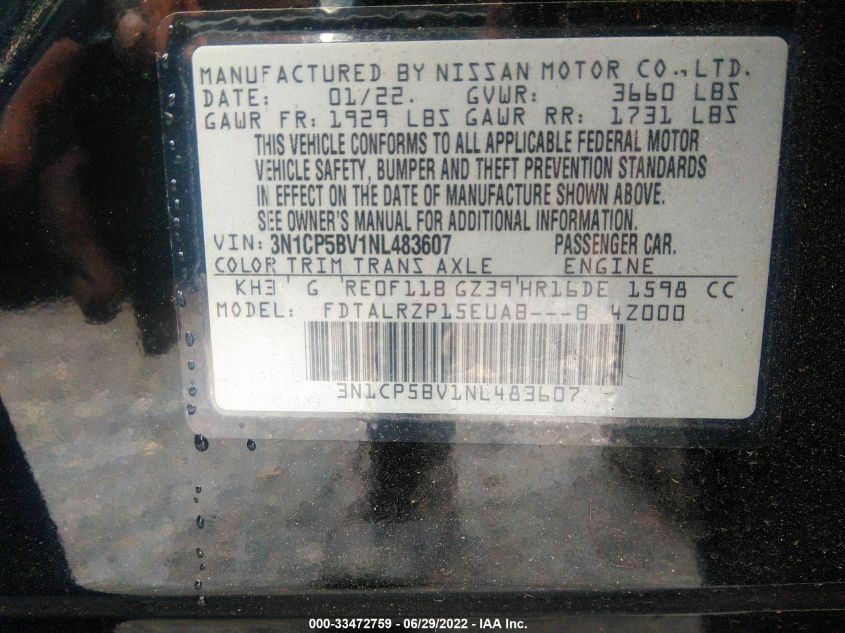 MANUFACTURED BY NISSAN MOTOR CO., LTD.
DATE: 01/22. GVWR: 3660 LBS
GAWR FR: 1929 LBS GAWR RR: 1731 LBS
THIS VEHICLE CONFORMS TO ALL APPLICABLE FEDERAL MOTOR
VEHICLE SAFETY, BUMPER AND THEFT PREVENTION STANDARDS
IN EFFECT ON THE DATE OF MANUFACTURE SHOWN ABOVE.
SEE OWNER'S MANUAL FOR ADDITIONAL INFORMATION.
VIN: 3N1CP5BV1NL483607 PASSENGER CAR.
COLOR TRIM TRANS AXLE ENGINE
KH3 G RE0F11B GZ39 HR16DE 1598 CC
MODEL: FDTALRZP15EUAB---B 4Z000
3N1CP5BV1NL483607
000-33472759 - 06/29/2022 - IAA Inc.